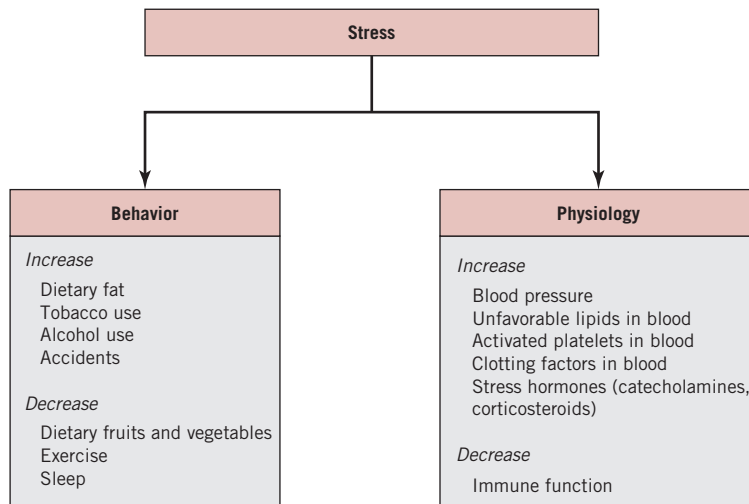 Stress
Behavior
Increase
Dietary fat
Tobacco use
Alcohol use
Accidents
Decrease
Dietary fruits and vegetables
Exercise
Sleep
Physiology
Increase
Blood pressure
Unfavorable lipids in blood
Activated platelets in blood
Clotting factors in blood
Stress hormones (catecholamines,
corticosteroids)
Decrease
Immune function